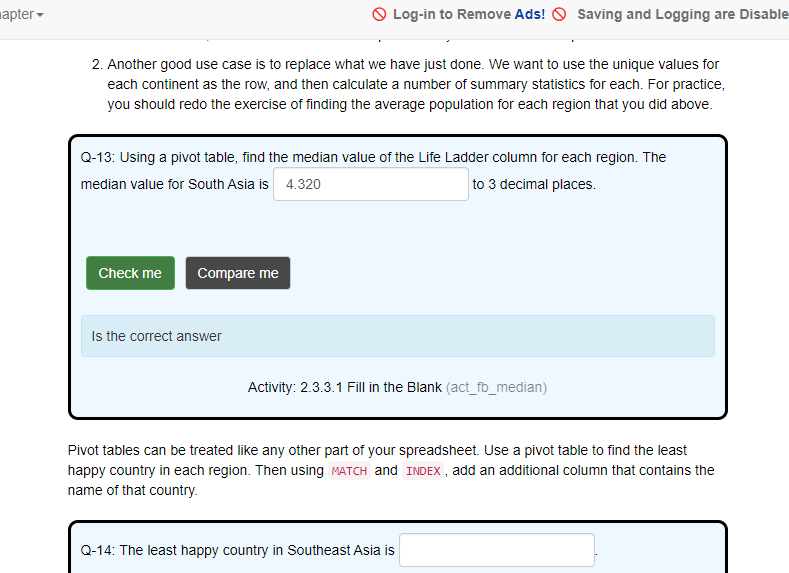 apter
Log-in to Remove Ads! Saving and Logging are Disable
2. Another good use case is to replace what we have just done. We want to use the unique values for
each continent as the row, and then calculate a number of summary statistics for each. For practice,
you should redo the exercise of finding the average population for each region that you did above.
Q-13: Using a pivot table, find the median value of the Life Ladder column for each region. The
median value for South Asia is 4.320 to 3 decimal places.
Check me Compare me
Is the correct answer
Activity: 2.3.3.1 Fill in the Blank (act_fb_median)
Pivot tables can be treated like any other part of your spreadsheet. Use a pivot table to find the least
happy country in each region. Then using MATCH and INDEX , add an additional column that contains the
name of that country.
Q-14: The least happy country in Southeast Asia is .